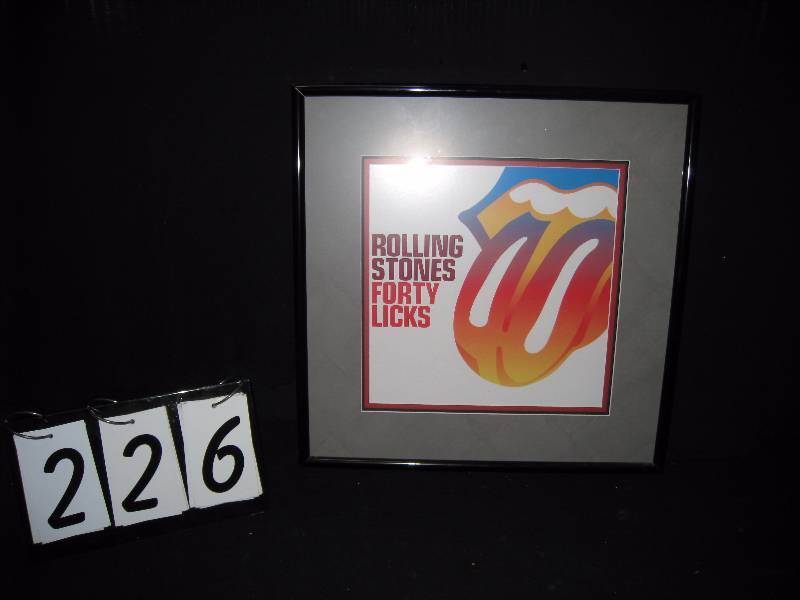 ROLLING
STONES
FORTY
LICKS
226